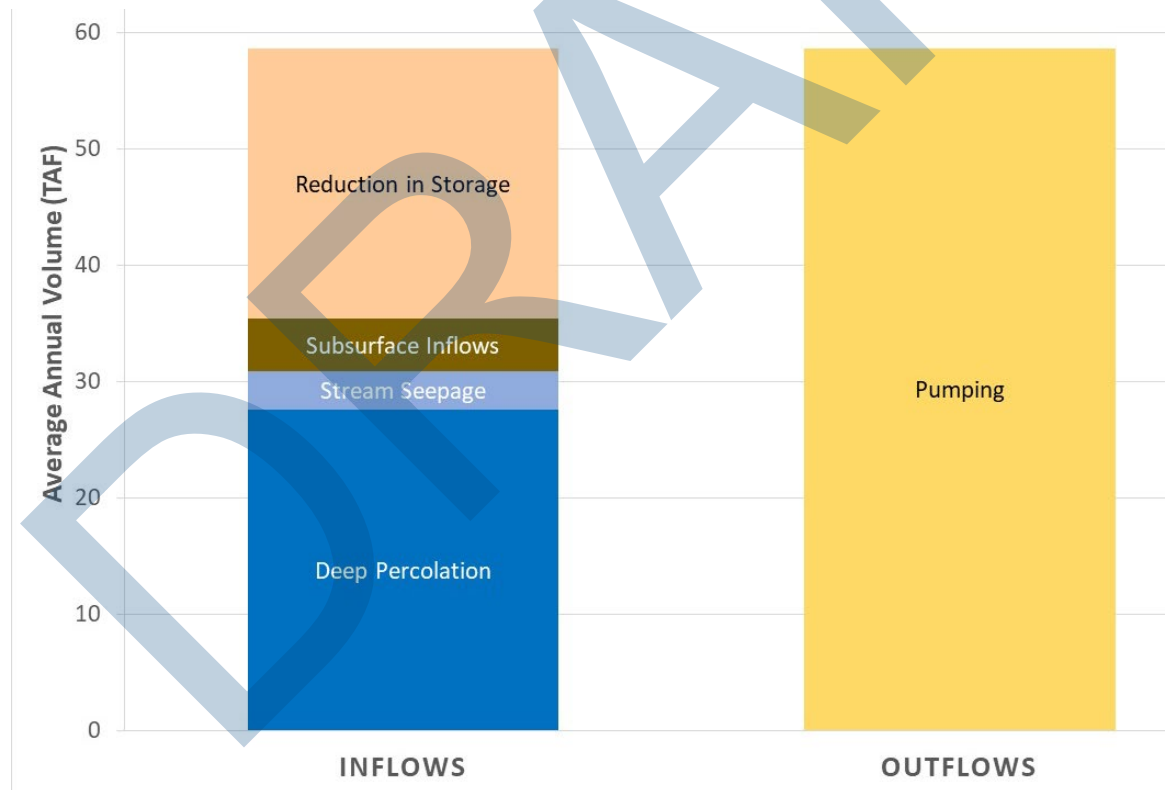 Average Annual Volume (TAF)
60
50
40
30
20
10
0
Reduction in Storage
Subsurface Inflows
Stream Seepage
Deep Percolation
Pumping
INFLOWS
OUTFLOWS
DRA